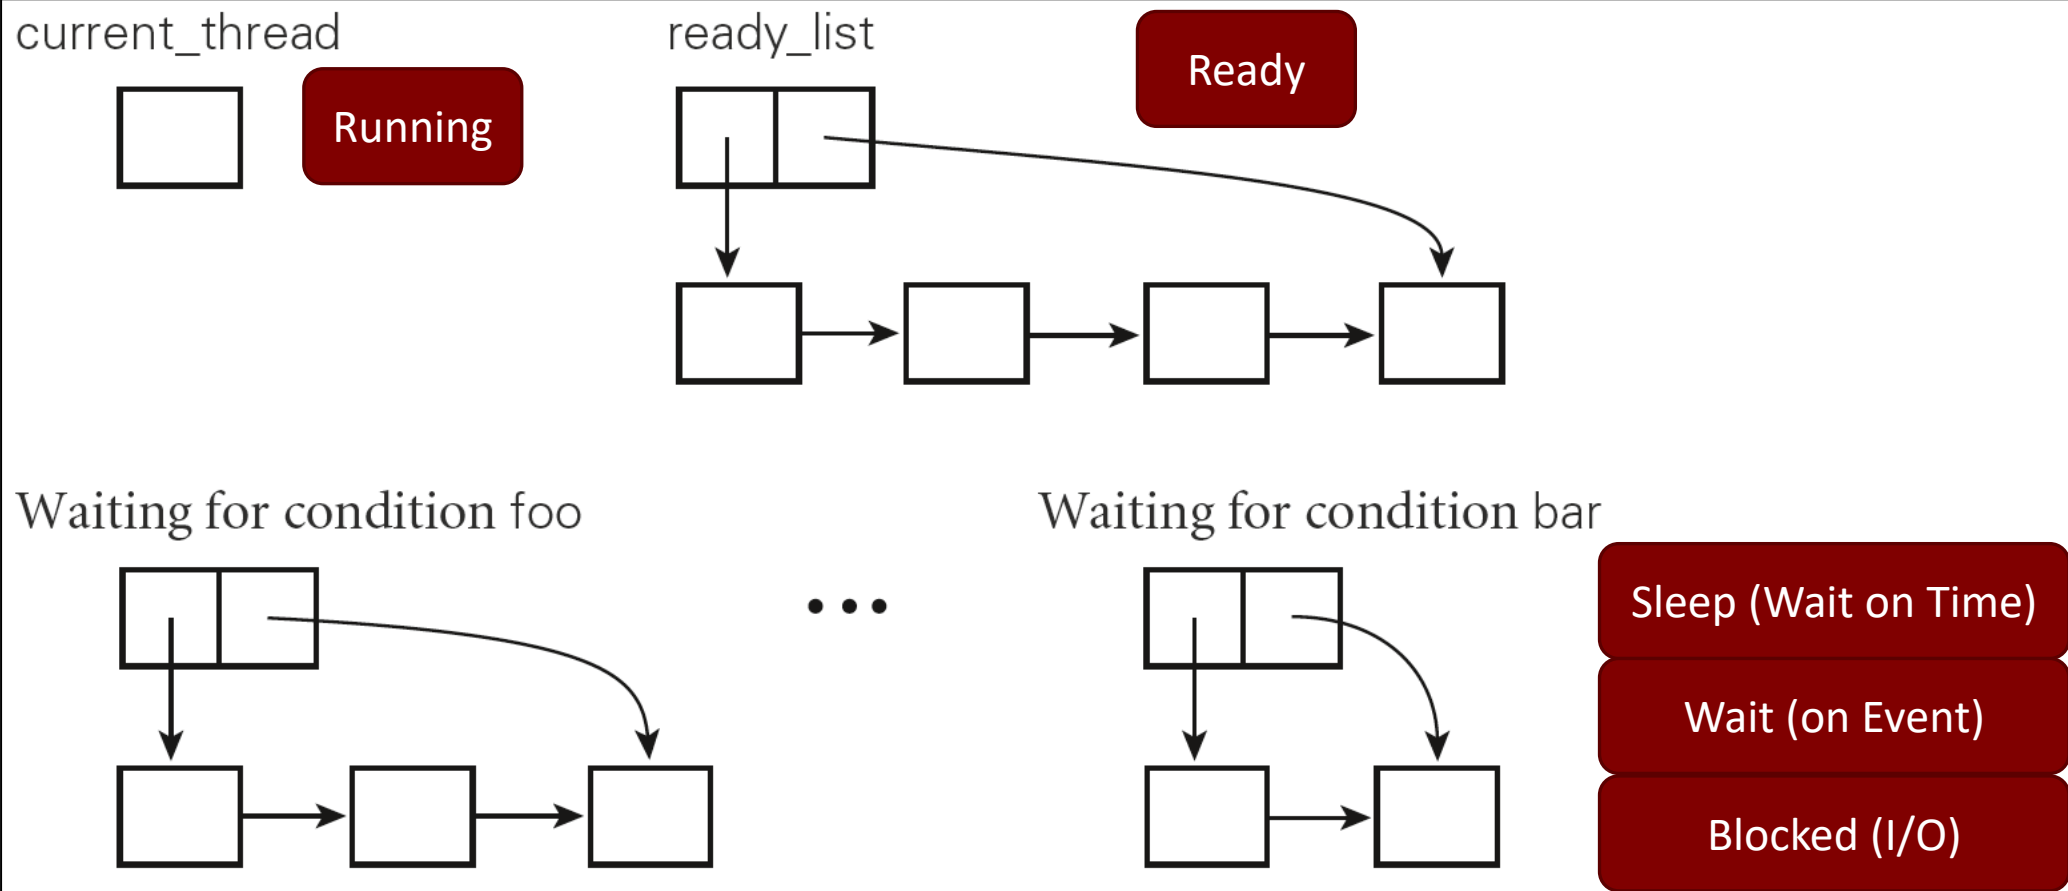 current_thread
ready_list
Ready
Running
Waiting for condition foo
Waiting for condition bar
Sleep (Wait on Time)
Wait (on Event)
Blocked (I/O)